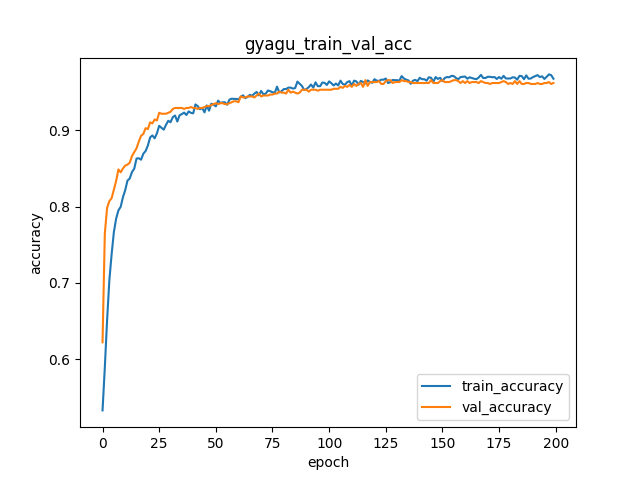 gyagu_train_val_acc
accuracy
0.9
0.8
0.7
0.6
train_accuracy
val_accuracy
0 25 50 75 100 125 150 175 200
epoch